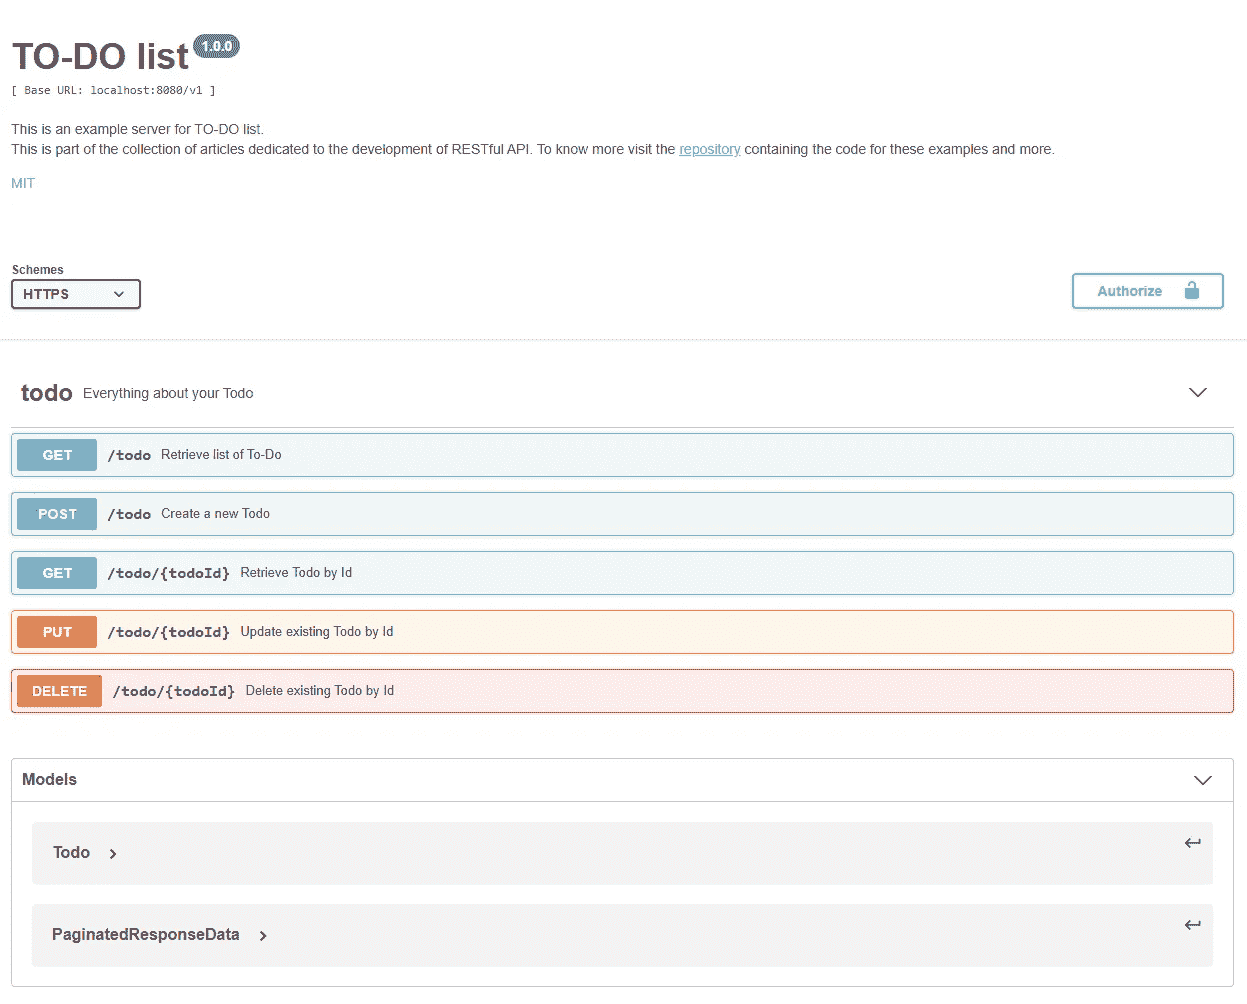 TO-DO list 1.0.0
[ Base URL: localhost:8080/v1 ]
This is an example server for TO-DO list.
This is part of the collection of articles dedicated to the development of RESTful API. To know more visit the repository containing the code for these examples and more.
MIT
Schemes
HTTPS
Authorize
todo Everything about your Todo
GET /todo Retrieve list of To-Do
POST /todo Create a new Todo
GET /todo/{todoId} Retrieve Todo by Id
PUT /todo/{todoId} Update existing Todo by Id
DELETE /todo/{todoId} Delete existing Todo by Id
Models
Todo
PaginatedResponseData